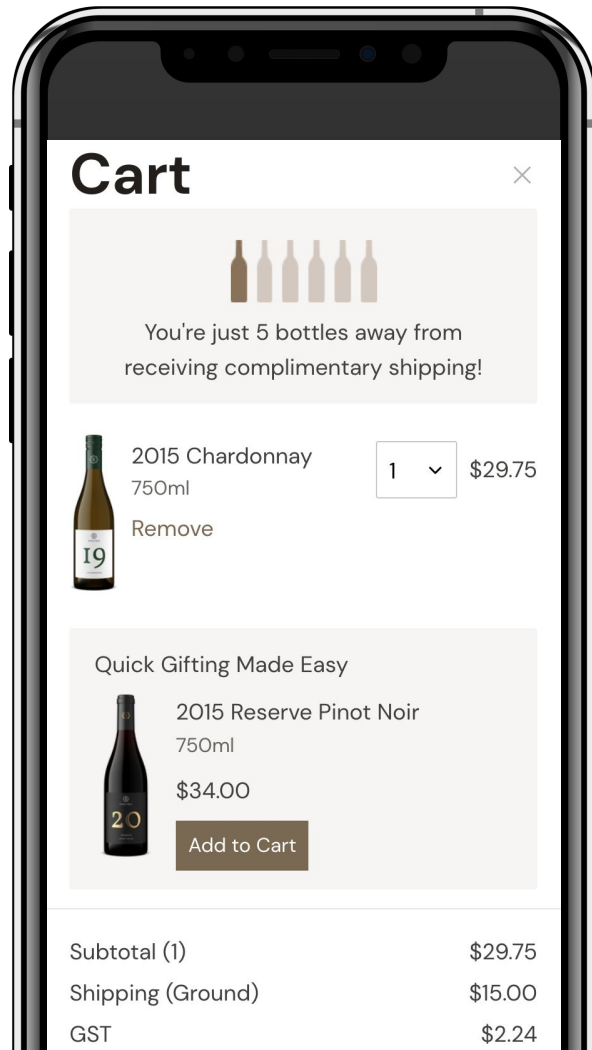 Cart
You're just 5 bottles away from
receiving complimentary shipping!
2015 Chardonnay
750ml
1
$29.75
Remove
19
Quick Gifting Made Easy
2015 Reserve Pinot Noir
750ml
$34.00
20
Add to Cart
Subtotal (1) $29.75
Shipping (Ground) $15.00
GST $2.24